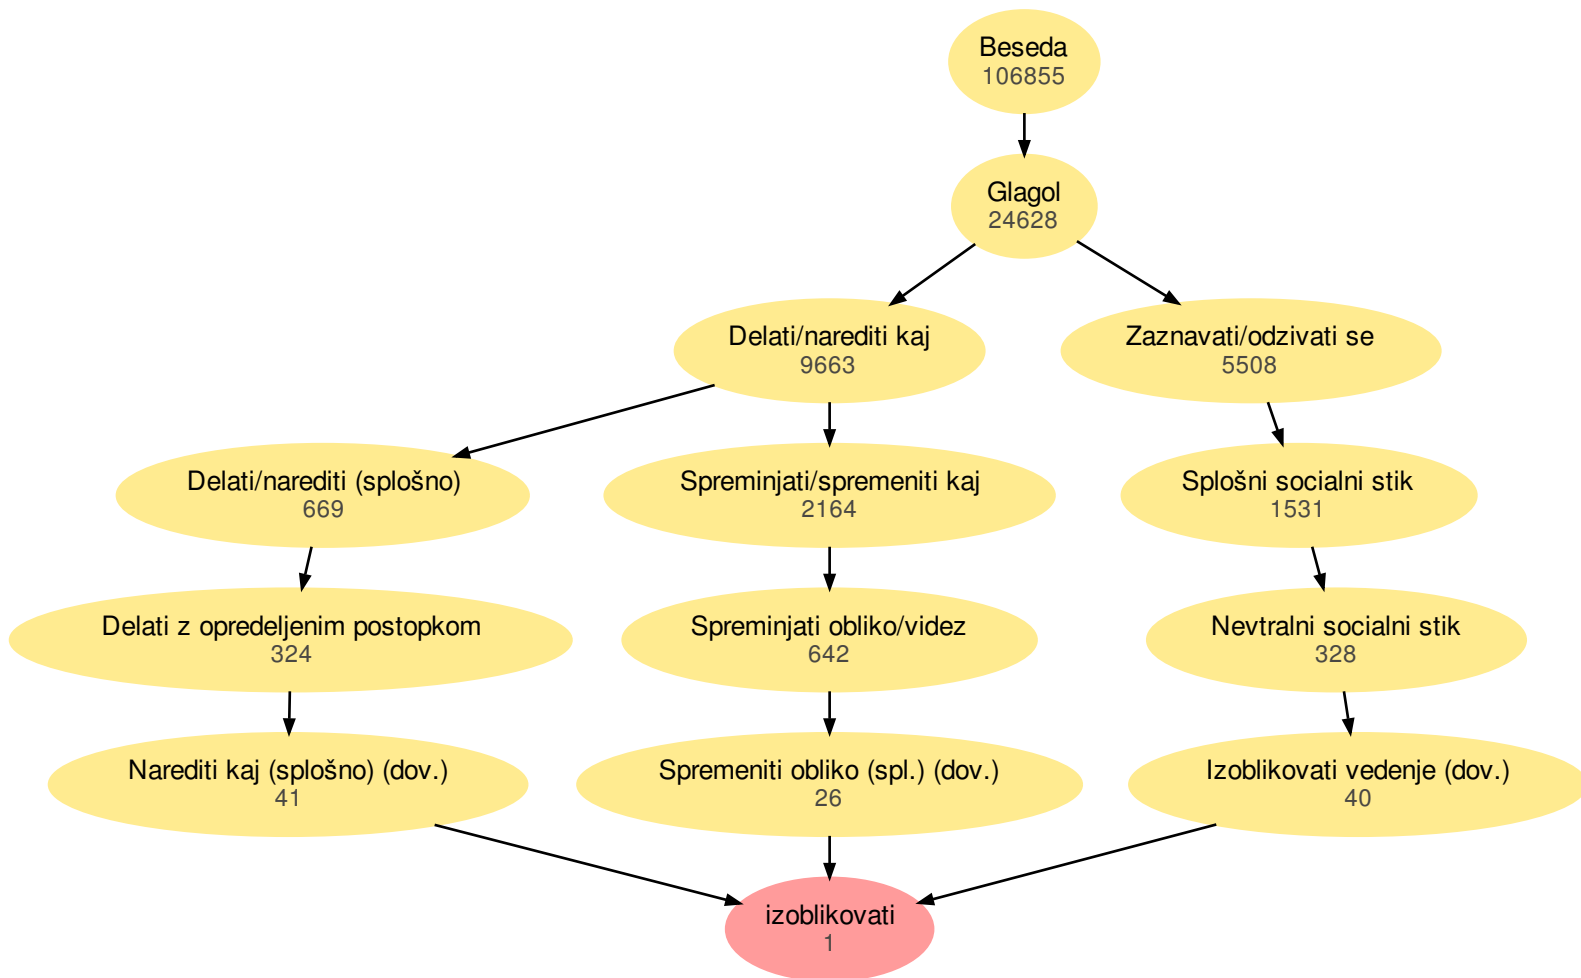 Beseda
106855
Glagol
24628
Delati/narediti kaj
9663
Zaznavati/odzivati se
5508
Delati/narediti (splošno)
669
Spreminjati/spremeniti kaj
2164
Splošni socialni stik
1531
Delati z opredeljenim postopkom
324
Spreminjati obliko/videz
642
Nevtralni socialni stik
328
Narediti kaj (splošno) (dov.)
41
Spremeniti obliko (spl.) (dov.)
26
Izoblikovati vedenje (dov.)
40
izoblikovati
1